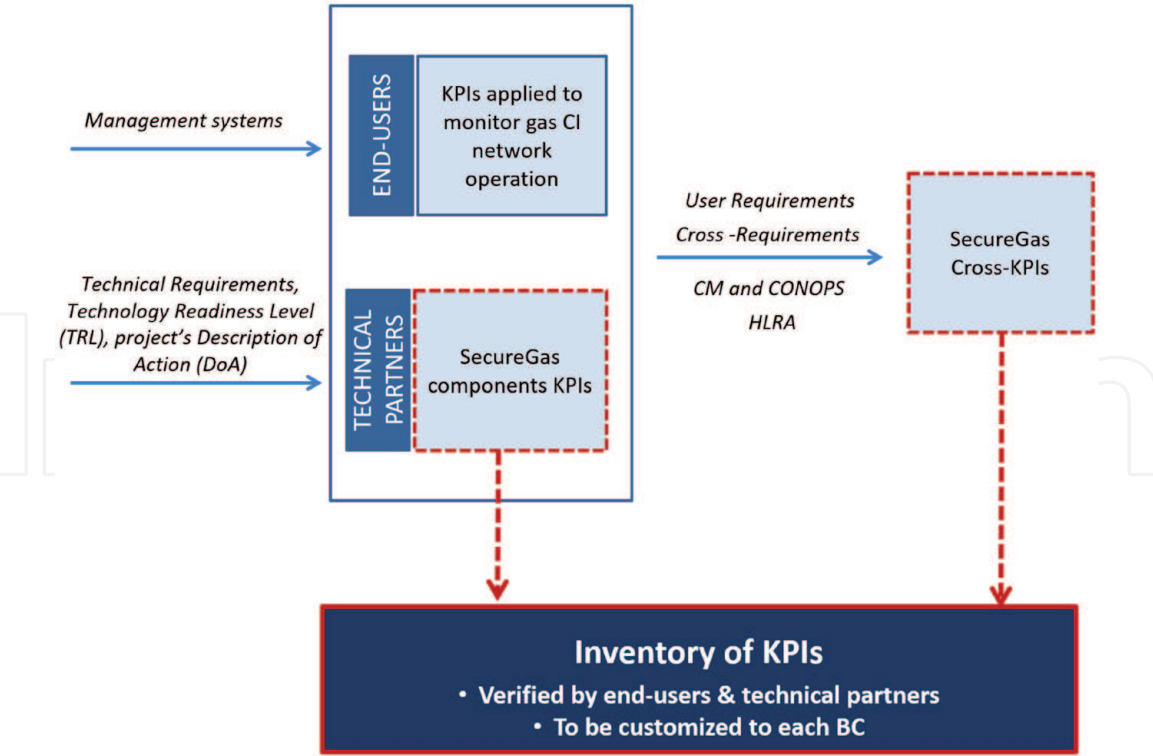 Management systems
END-USERS
KPIs applied to
monitor gas CI
network
operation
Technical Requirements,
Technology Readiness Level
(TRL), project's Description of
Action (DoA)
TECHNICAL
PARTNERS
SecureGas
components KPIs
User Requirements
Cross -Requirements
CM and CONOPS
HLRA
SecureGas
Cross-KPIs
Inventory of KPIs
• Verified by end-users & technical partners
• To be customized to each BC